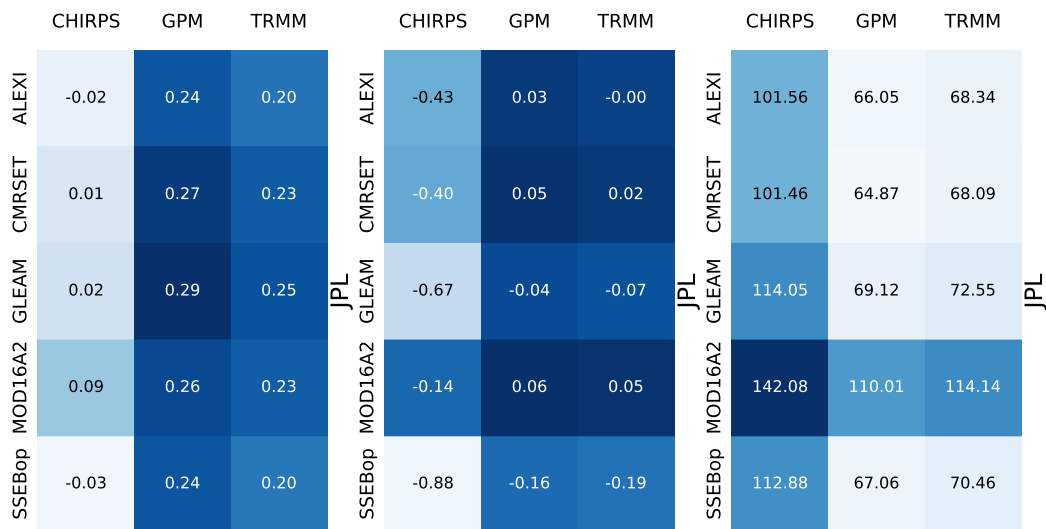 CHIRPS GPM TRMM CHIRPS GPM TRMM CHIRPS GPM TRMM
ALEXI -0.02 0.24 0.20 ALEXI -0.43 0.03 -0.00 ALEXI 101.56 66.05 68.34
CMRSET 0.01 0.27 0.23 CMRSET -0.40 0.05 0.02 CMRSET 101.46 64.87 68.09
GLEAM 0.02 0.29 0.25 JPL GLEAM -0.67 -0.04 -0.07 JPL GLEAM 114.05 69.12 72.55 JPL
MOD16A2 0.09 0.26 0.23 MOD16A2 -0.14 0.06 0.05 MOD16A2 142.08 110.01 114.14
SSEBop -0.03 0.24 0.20 SSEBop -0.88 -0.16 -0.19 SSEBop 112.88 67.06 70.46